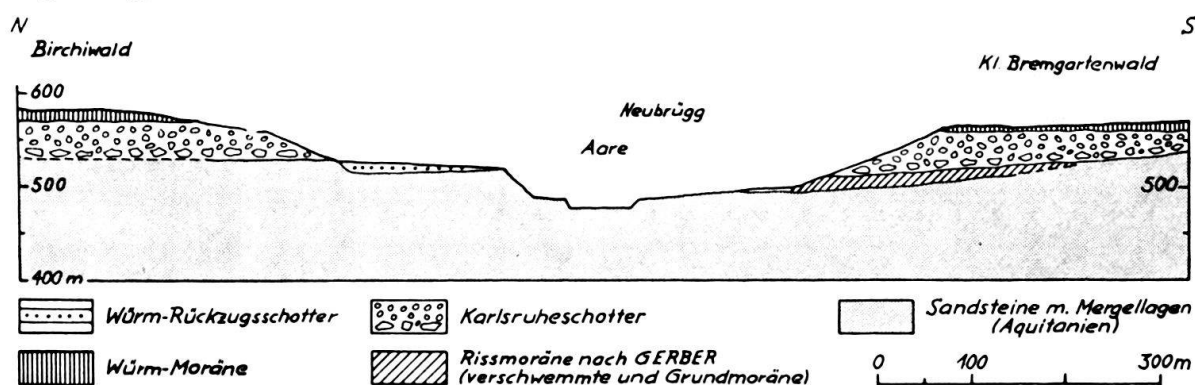 N
S
Birchiwald
Kl. Bremgartenwald
600
Neubrügg
Aare
500
500
400 m
Würm-Rückzugsschotter
Karlsruheschotter
Sandsteine m. Mergellagen
(Aquitanien)
Würm-Moräne
Rissmoräne nach GERBER
(verschwemmte und Grundmoräne)
0 100 300m